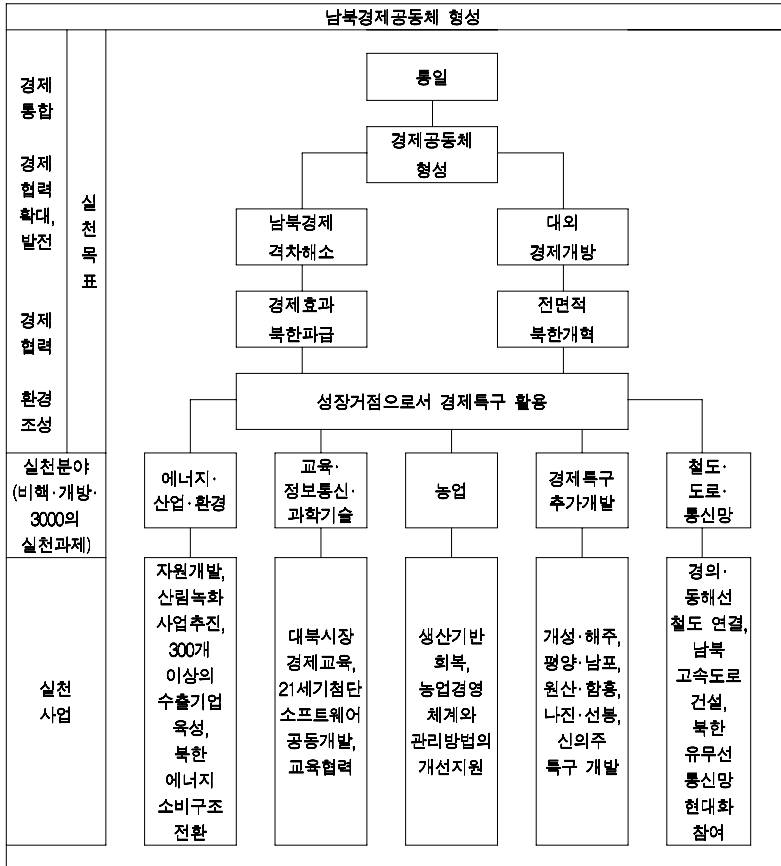 남북경제공동체 형성
경제
통합
경제
협력
확대,
발전
경제
협력
환경
조성
실
천
목
표
통일
경제공동체
형성
남북경제
격차해소
대외
경제개방
경제효과
북한파급
전면적
북한개혁
성장거점으로서 경제특구 활용
실천분야
(비핵·개방·
3000의
실천과제)
에너지·
산업·환경
교육·
정보통신·
과학기술
농업
경제특구
추가개발
철도·
도로·
통신망
실천
사업
자원개발,
산림녹화
사업추진,
300개
이상의
수출기업
육성,
북한
에너지
소비구조
전환
대북시장
경제교육,
21세기첨단
소프트웨어
공동개발,
교육협력
생산기반
회복,
농업경영
체계와
관리방법의
개선지원
개성·해주,
평양·남포,
원산·함흥,
나진·선봉,
신의주
특구 개발
경의·
동해선
철도 연결,
남북
고속도로
건설,
북한
유무선
통신망
현대화
참여